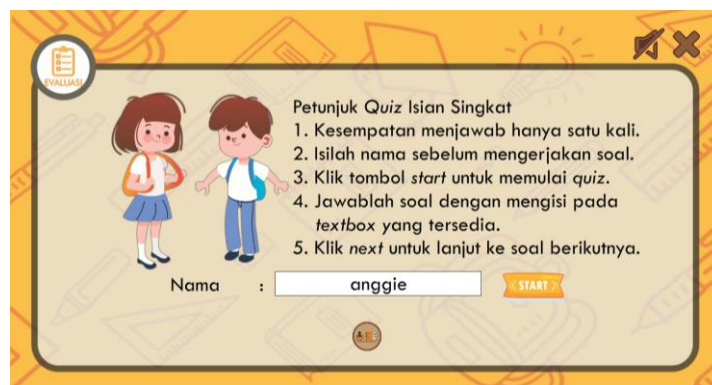 EVALUASI
Petunjuk Quiz Isian Singkat
1. Kesempatan menjawab hanya satu kali.
2. Isilah nama sebelum mengerjakan soal.
3. Klik tombol start untuk memulai quiz.
4. Jawablah soal dengan mengisi pada
textbox yang tersedia.
5. Klik next untuk lanjut ke soal berikutnya.
Nama : anggie START